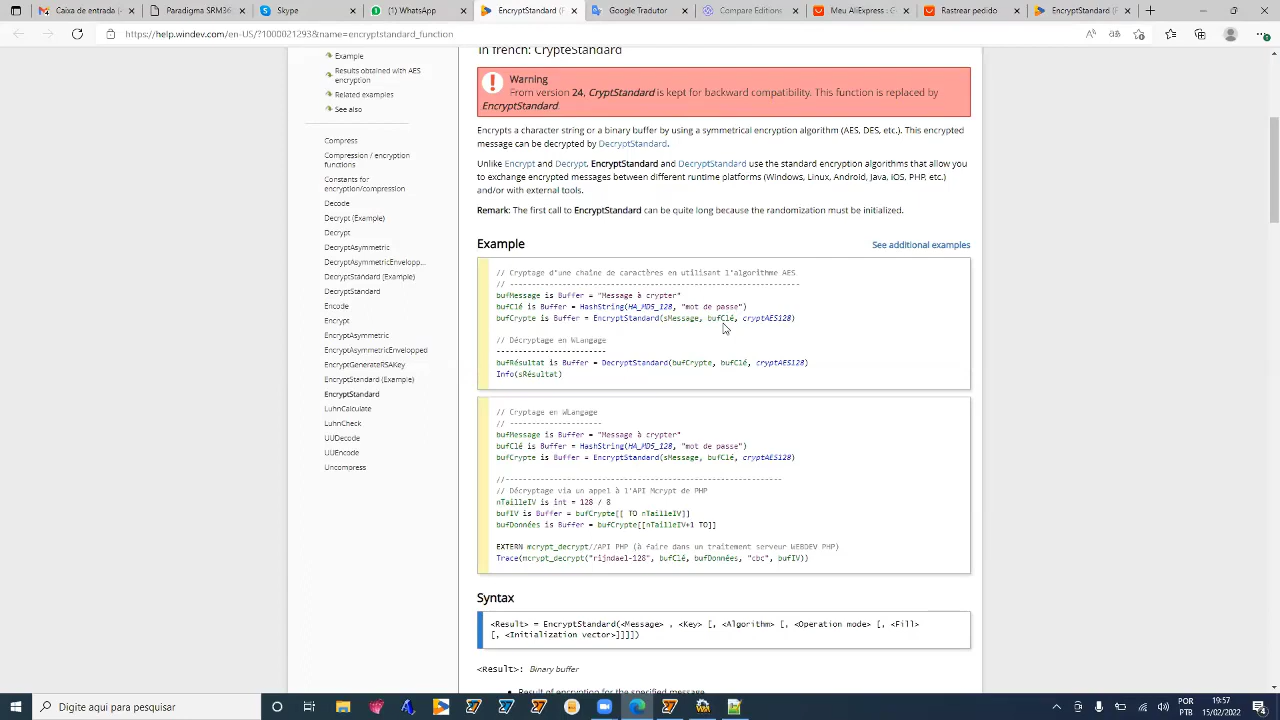 Caixa de entrada (
Paradigma SRM36
Skype
(1) WhatsApp
EncryptStandard (F
Google Tradutor
Compare Editions
Meu AliExpress : G
Rastrear pedido
EncryptStandard (F
https://help.windev.com/en-US/?1000021293&name=encryptstandard_function
Example
Results obtained with AES
encryption
Related examples
See also
Compress
Compression / encryption
functions
Constants for
encryption/compression
Decode
Decrypt (Example)
Decrypt
DecryptAsymmetric
DecryptAsymmetricEnvelopp...
DecryptStandard (Example)
DecryptStandard
Encode
Encrypt
EncryptAsymmetric
EncryptAsymmetricEnvelopped
EncryptGenerateRSAKey
EncryptStandard (Example)
EncryptStandard
LuhnCalculate
LuhnCheck
UUDecode
UUEncode
Uncompress
In french: CrypteStandard
Warning
From version 24, CryptStandard is kept for backward compatibility. This function is replaced by
EncryptStandard.
Encrypts a character string or a binary buffer by using a symmetrical encryption algorithm (AES, DES, etc.). This encrypted
message can be decrypted by DecryptStandard.
Unlike Encrypt and Decrypt, EncryptStandard and DecryptStandard use the standard encryption algorithms that allow you
to exchange encrypted messages between different runtime platforms (Windows, Linux, Android, Java, iOS, PHP, etc.)
and/or with external tools.
Remark: The first call to EncryptStandard can be quite long because the randomization must be initialized.
Example
See additional examples
// Cryptage d'une chaîne de caractères en utilisant l'algorithme AES
// -----------------------------------------------------------------
bufMessage is Buffer = "Message à crypter"
bufClé is Buffer = HashString(HA_MD5_128, "mot de passe")
bufCrypte is Buffer = EncryptStandard(sMessage, bufClé, cryptAES128)
// Décryptage en WLangage
-------------------------
bufRésultat is Buffer = DecryptStandard(bufCrypte, bufClé, cryptAES128)
Info(sRésultat)
// Cryptage en WLangage
// ---------------------
bufMessage is Buffer = "Message à crypter"
bufClé is Buffer = HashString(HA_MD5_128, "mot de passe")
bufCrypte is Buffer = EncryptStandard(sMessage, bufClé, cryptAES128)
//---------------------------------------------------------------
// Décryptage via un appel à l'API Mcrypt de PHP
nTailleIV is int = 128 / 8
bufIV is Buffer = bufCrypte[[ TO nTailleIV]]
bufDonnées is Buffer = bufCrypte[[nTailleIV+1 TO]]
EXTERN mcrypt_decrypt//API PHP (à faire dans un traitement serveur WEBDEV PHP)
Trace(mcrypt_decrypt("rijndael-128", bufClé, bufDonnées, "cbc", bufIV))
Syntax
<Result> = EncryptStandard(<Message> , <Key> [, <Algorithm> [, <Operation mode> [, <Fill>
[, <Initialization vector>]]]])
<Result>: Binary buffer
Result of encryption for the specified message.
Digite aqui para pesquisar
POR
PTB
19:57
15/02/2022